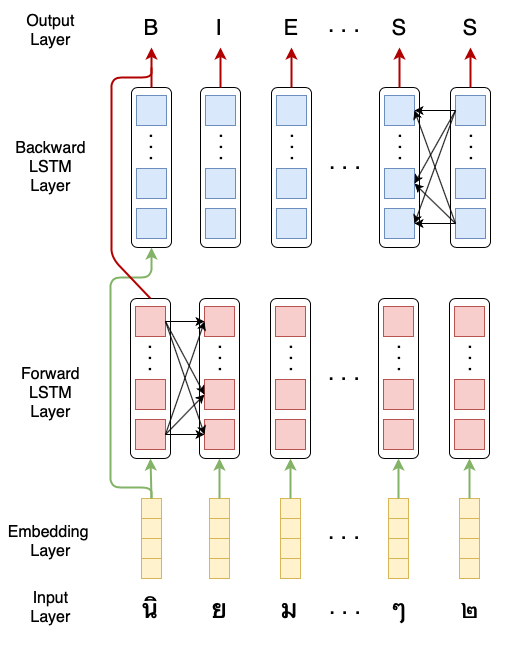 Output
Layer
B I E . . . S S
Backward
LSTM
Layer
. . .
Forward
LSTM
Layer
. . .
Embedding
Layer
. . .
Input
Layer
นิ ย ม . . . ๆ ๒